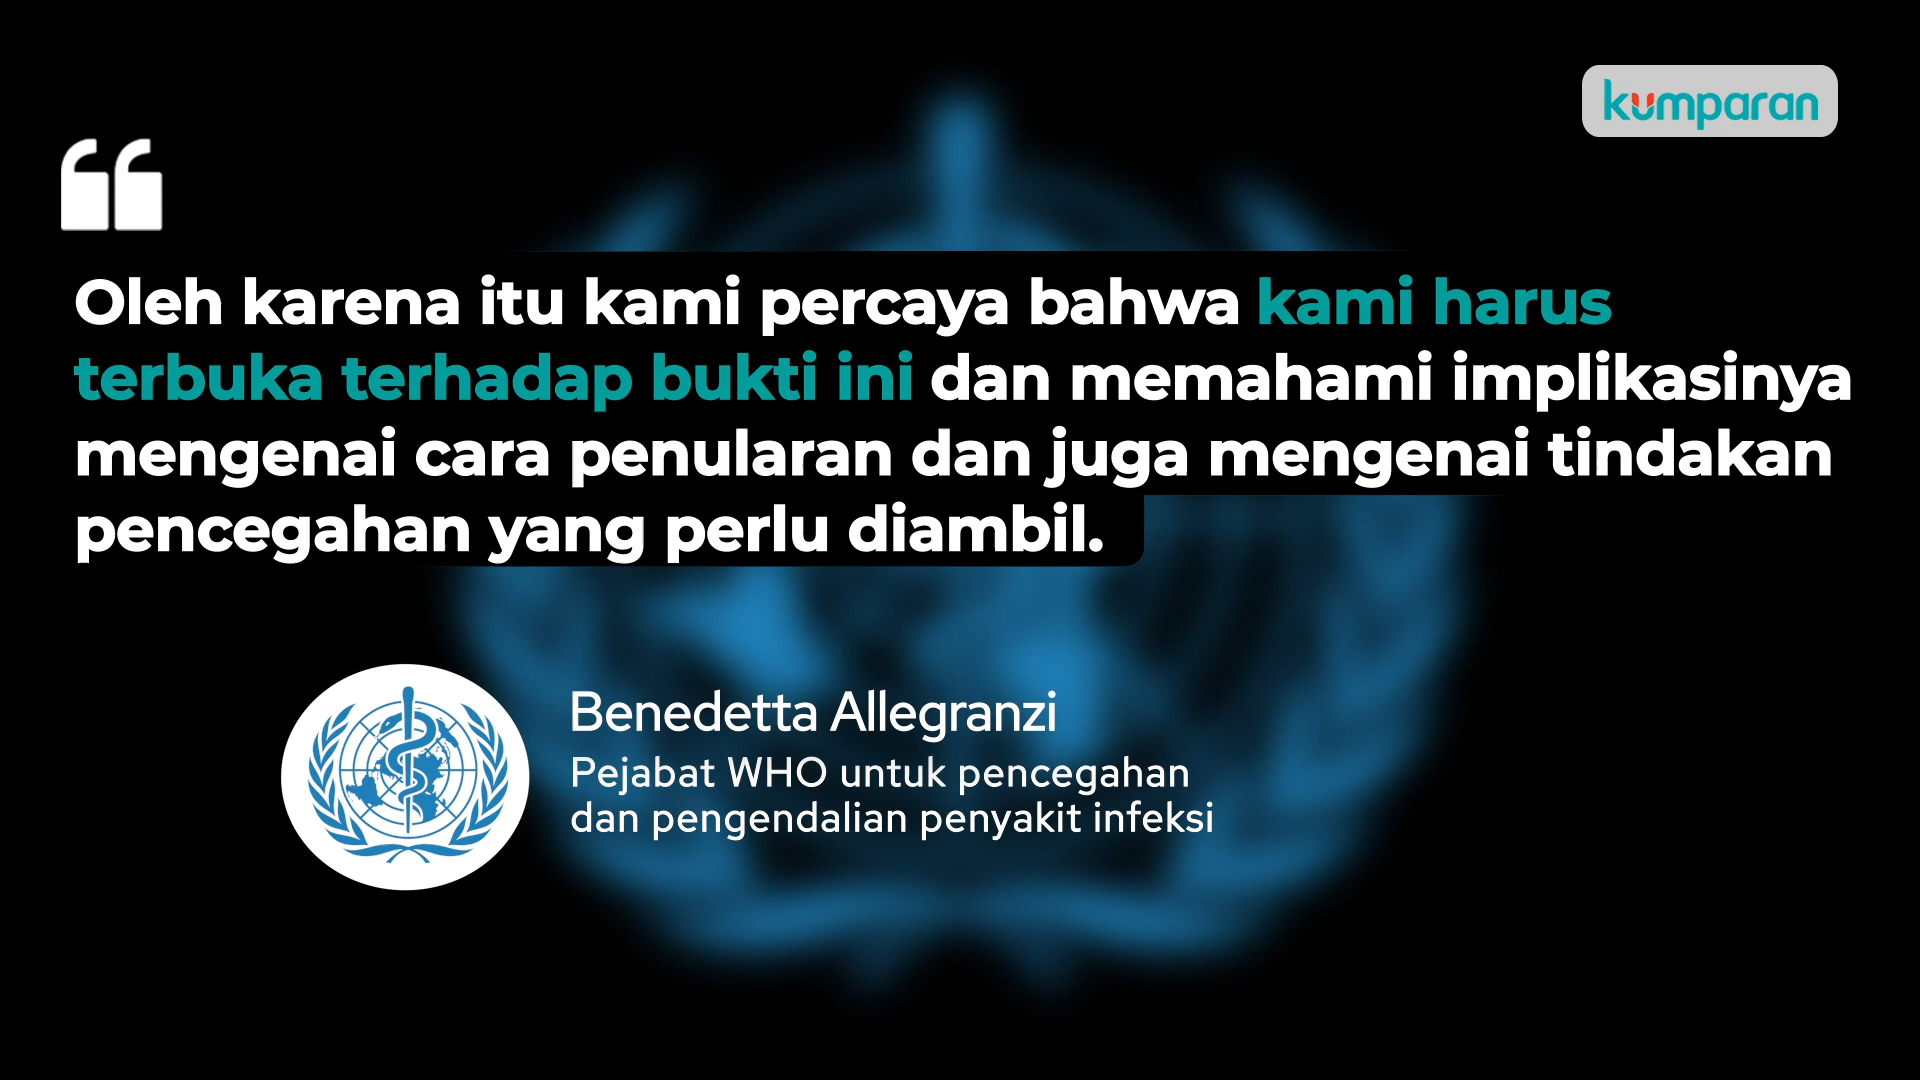 kumparan
“
Oleh karena itu kami percaya bahwa kami harus
terbuka terhadap bukti ini dan memahami implikasinya
mengenai cara penularan dan juga mengenai tindakan
pencegahan yang perlu diambil.
Benedetta Allegranzi
Pejabat WHO untuk pencegahan
dan pengendalian penyakit infeksi